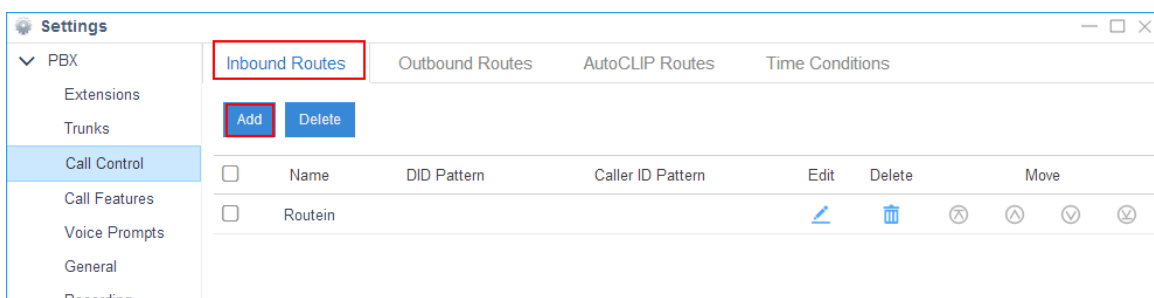 Settings
PBX
Inbound Routes Outbound Routes AutoCLIP Routes Time Conditions
Extensions
Add Delete
Trunks
Call Control
Name DID Pattern Caller ID Pattern Edit Delete Move
Call Features
Routein
Voice Prompts
General
Recording